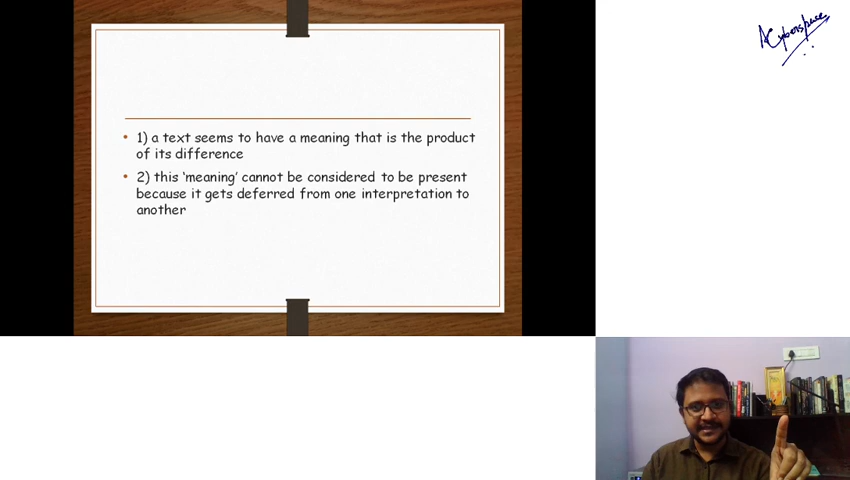 Cyberspace
• 1) a text seems to have a meaning that is the product
of its difference
• 2) this ‘meaning’ cannot be considered to be present
because it gets deferred from one interpretation to
another